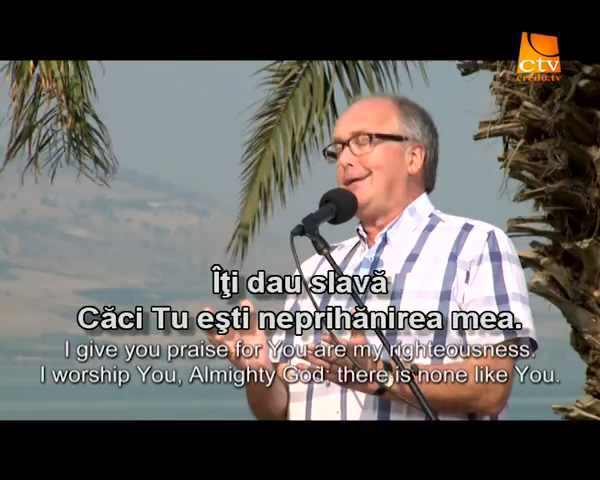 ctv
credo.tv
Îţi dau slavă
Căci Tu eşti neprihănirea mea.
I give you praise for You are my righteousness.
I worship You, Almighty God; there is none like You.